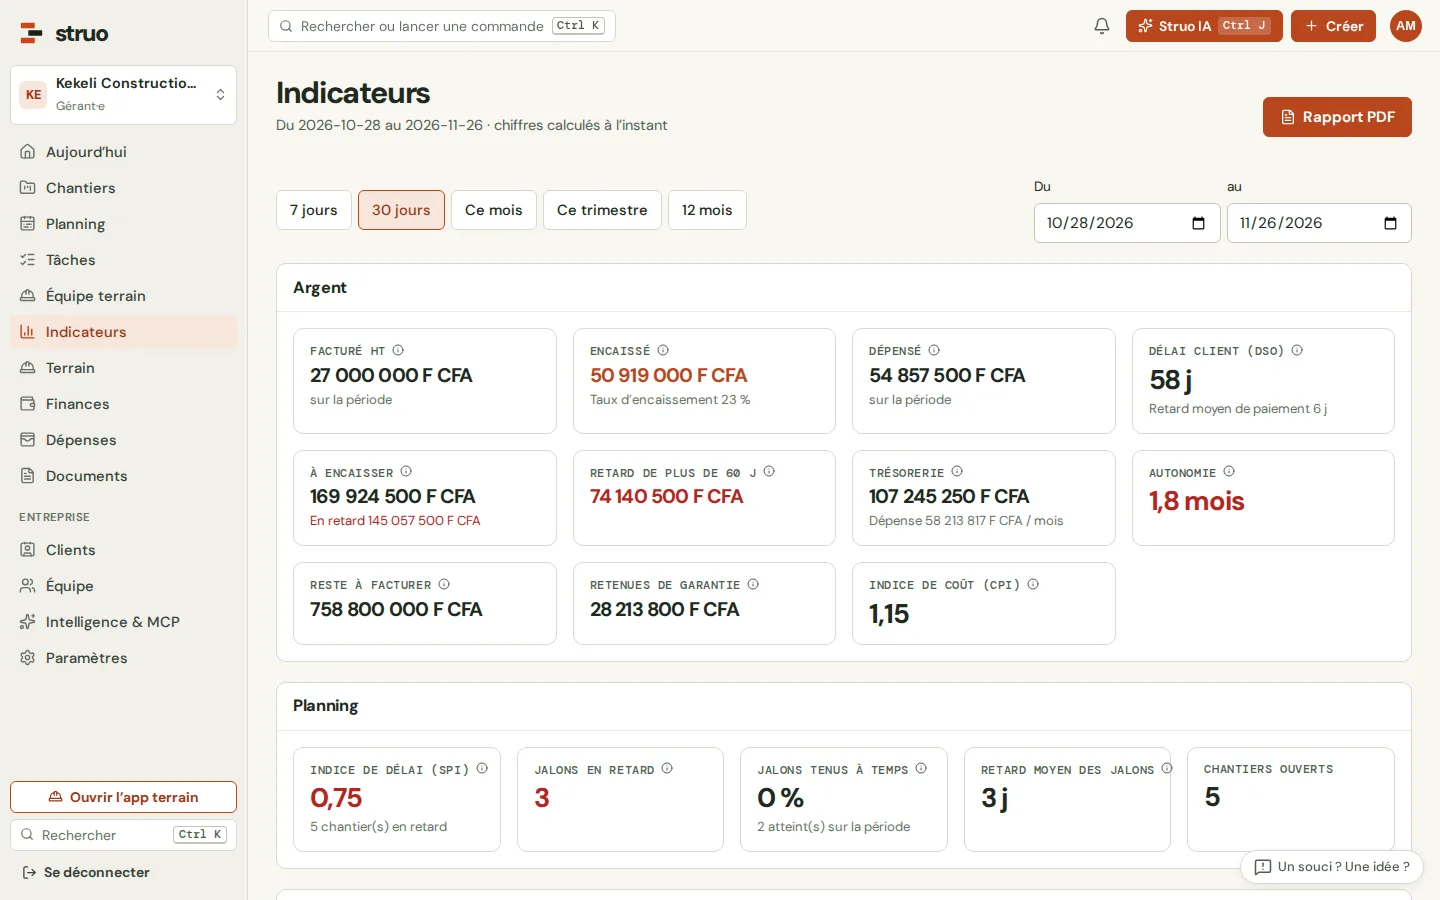 struo
Rechercher ou lancer une commande Ctrl K
Struo IA Ctrl J
Créer
AM
KE
Kekeli Constructio...
Gérant·e
Aujourd'hui
Chantiers
Planning
Tâches
Équipe terrain
Indicateurs
Terrain
Finances
Dépenses
Documents
ENTREPRISE
Clients
Équipe
Intelligence & MCP
Paramètres
Ouvrir l'app terrain
Rechercher Ctrl K
Se déconnecter
Indicateurs
Du 2026-10-28 au 2026-11-26 · chiffres calculés à l'instant
Rapport PDF
7 jours
30 jours
Ce mois
Ce trimestre
12 mois
Du
10/28/2026
au
11/26/2026
Argent
FACTURÉ HT
27 000 000 F CFA
sur la période
ENCAISSÉ
50 919 000 F CFA
Taux d'encaissement 23 %
DÉPENSÉ
54 857 500 F CFA
sur la période
DÉLAI CLIENT (DSO)
58 j
Retard moyen de paiement 6 j
À ENCAISSER
169 924 500 F CFA
En retard 145 057 500 F CFA
RETARD DE PLUS DE 60 J
74 140 500 F CFA
TRÉSORERIE
107 245 250 F CFA
Dépense 58 213 817 F CFA / mois
AUTONOMIE
1,8 mois
RESTE À FACTURER
758 800 000 F CFA
RETENUES DE GARANTIE
28 213 800 F CFA
INDICE DE COÛT (CPI)
1,15
Planning
INDICE DE DÉLAI (SPI)
0,75
5 chantier(s) en retard
JALONS EN RETARD
3
JALONS TENUS À TEMPS
0 %
2 atteint(s) sur la période
RETARD MOYEN DES JALONS
3 j
CHANTIERS OUVERTS
5
Un souci ? Une idée ?